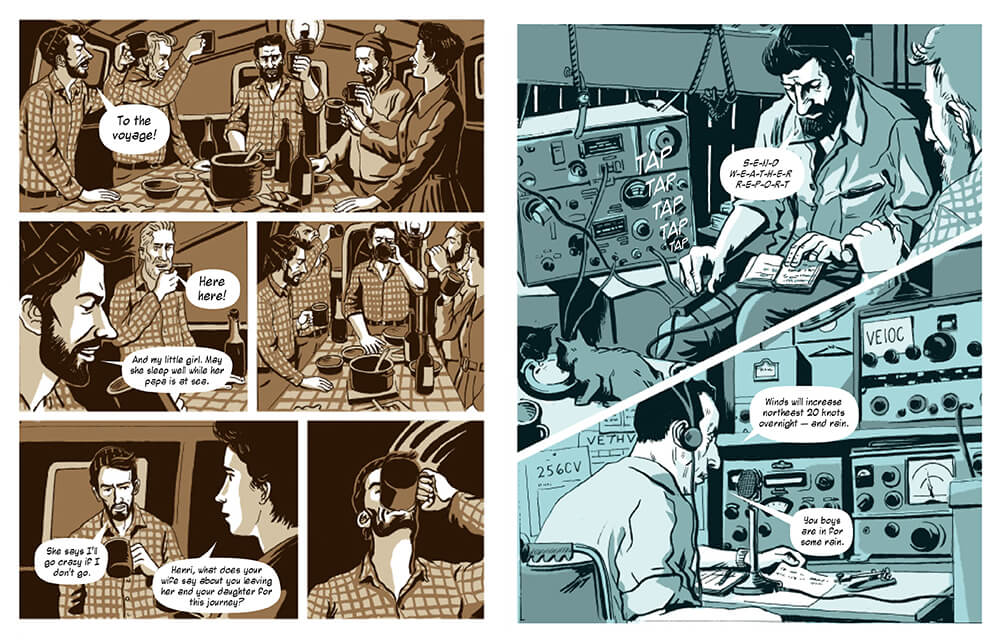 To the
voyage!
Here
here!
And my little girl. May
she sleep well while her
papa is at sea.
Henri, what does your
wife say about you leaving
her and your daughter for
this journey?
She says I'll
go crazy if I
don't go.
TAP
TAP
TAP
TAP
TAP
S-E-N-D
W-E-A-T-H-E-R
R-E-P-O-R-T
VE1OC
Winds will increase
northeast 20 knots
overnight — and rain.
VE7HV
256CV
You boys
are in for
some rain.